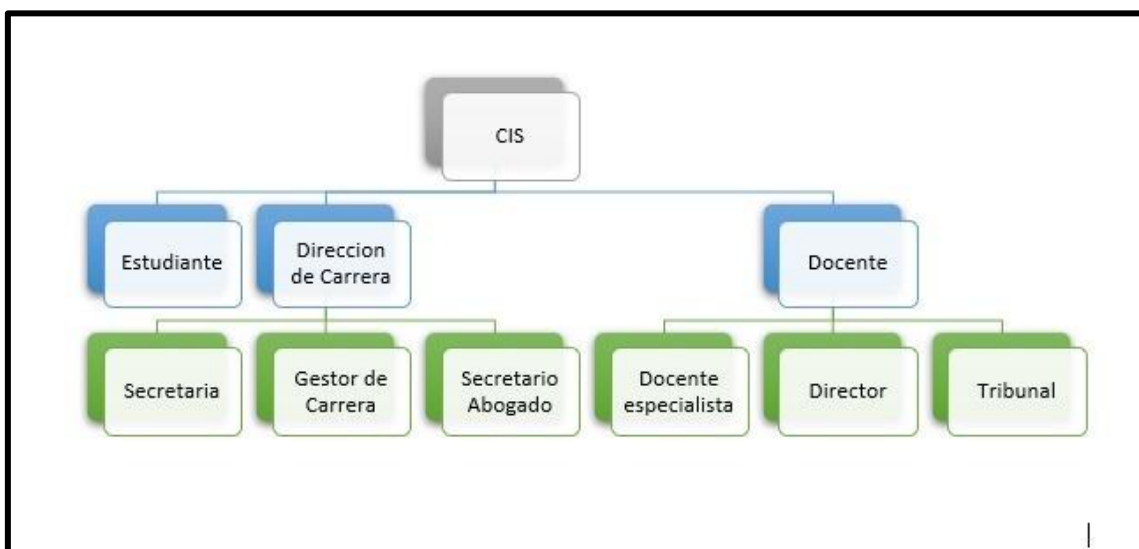 CIS
Estudiante
Direccion
de Carrera
Docente
Secretaria
Gestor de
Carrera
Secretario
Abogado
Docente
especialista
Director
Tribunal